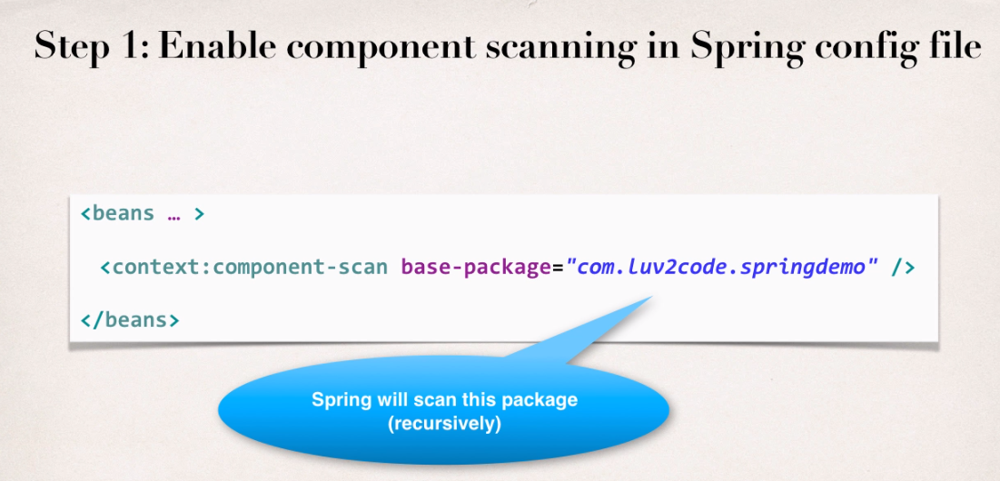 Step 1: Enable component scanning in Spring config file
<beans … >
<context:component-scan base-package="com.luv2code.springdemo" />
</beans>
Spring will scan this package
(recursively)